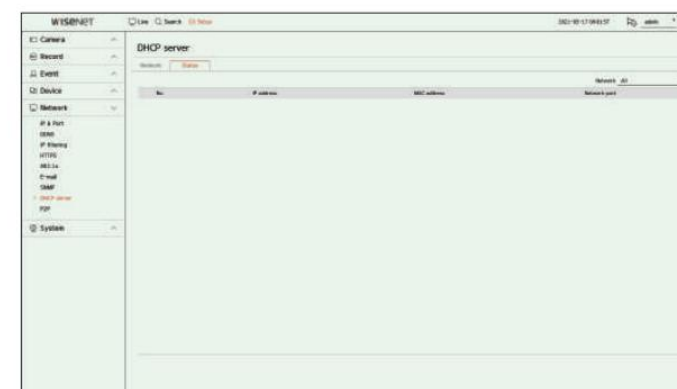 WISENET
Live Search Setup
admin
Camera
Record
Event
Device
Network
IP & Port
DDNS
IP filtering
HTTPS
802.1x
E-mail
SNMP
DHCP server
P2P
System
DHCP server
Network Status
Network All
No. IP address MAC address Network port